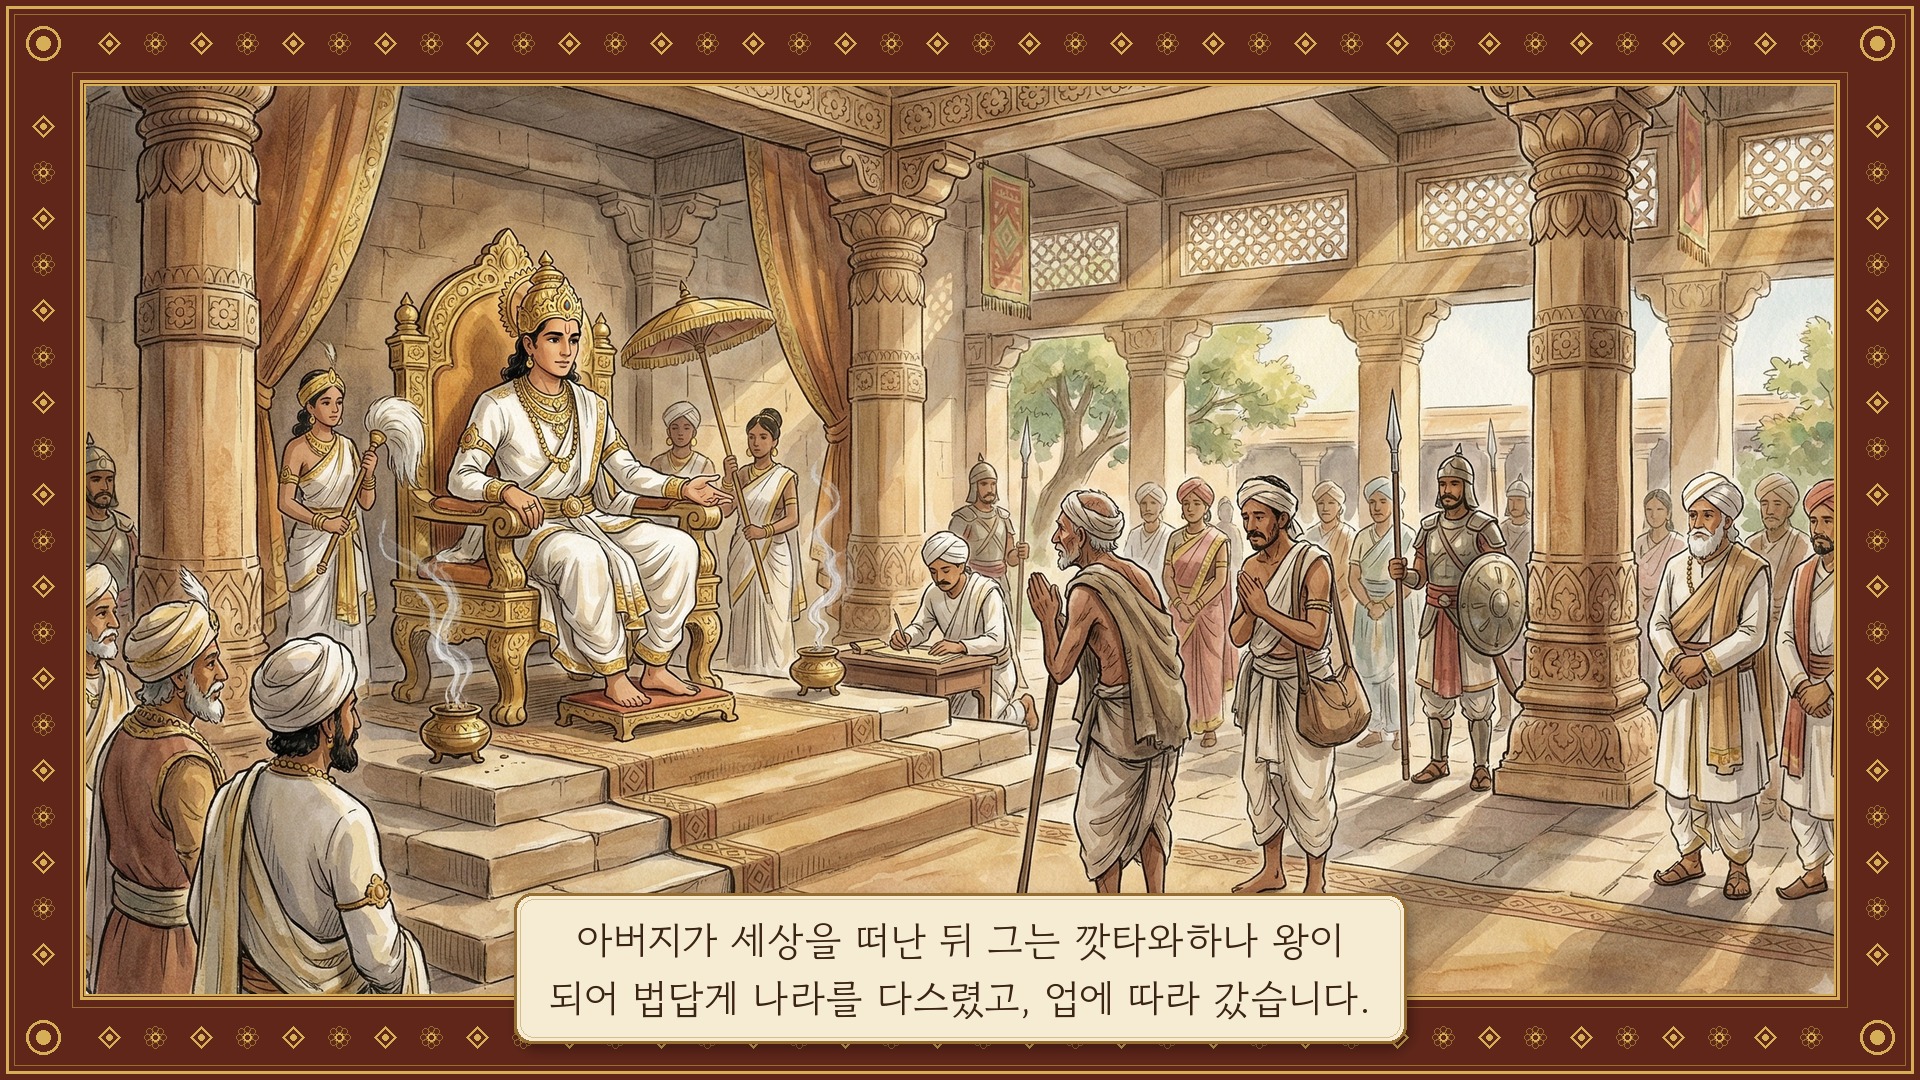 아버지가 세상을 떠난 뒤 그는 깟타와하나 왕이
되어 법답게 나라를 다스렸고, 업에 따라 갔습니다.